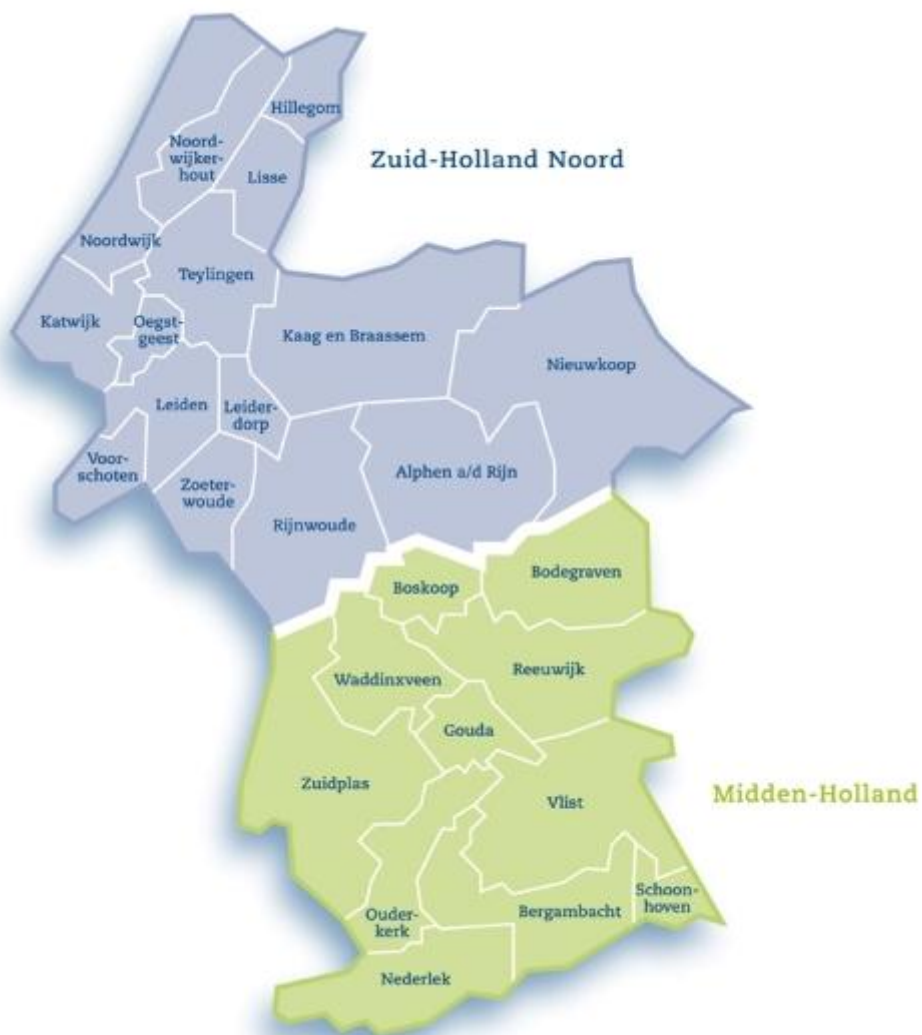 Hillegom
Noord-
wijker-
hout
Zuid-Holland Noord
Lisse
Noordwijk
Teylingen
Katwijk
Oegst-
geest
Kaag en Braassem
Nieuwkoop
Leiden
Leider-
dorp
Voor-
schoten
Zoeter-
woude
Alphen a/d Rijn
Rijnwoude
Boskoop
Bodegraven
Waddinxveen
Reeuwijk
Gouda
Zuidplas
Vlist
Midden-Holland
Ouder-
kerk
Bergambacht
Schoon-
hoven
Nederlek